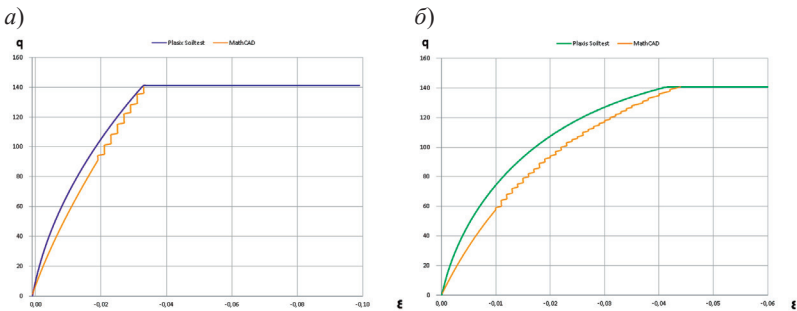 а) б)
q q
Plasix Soiltest MathCAD Plaxis Soiltest MathCAD
160 160
140 140
120 120
100 100
80 80
60 60
40 40
20 20
0 0
0,00 -0,02 -0,04 -0,06 -0,08 -0,10 ε 0,00 -0,01 -0,02 -0,03 -0,04 -0,05 -0,06 ε